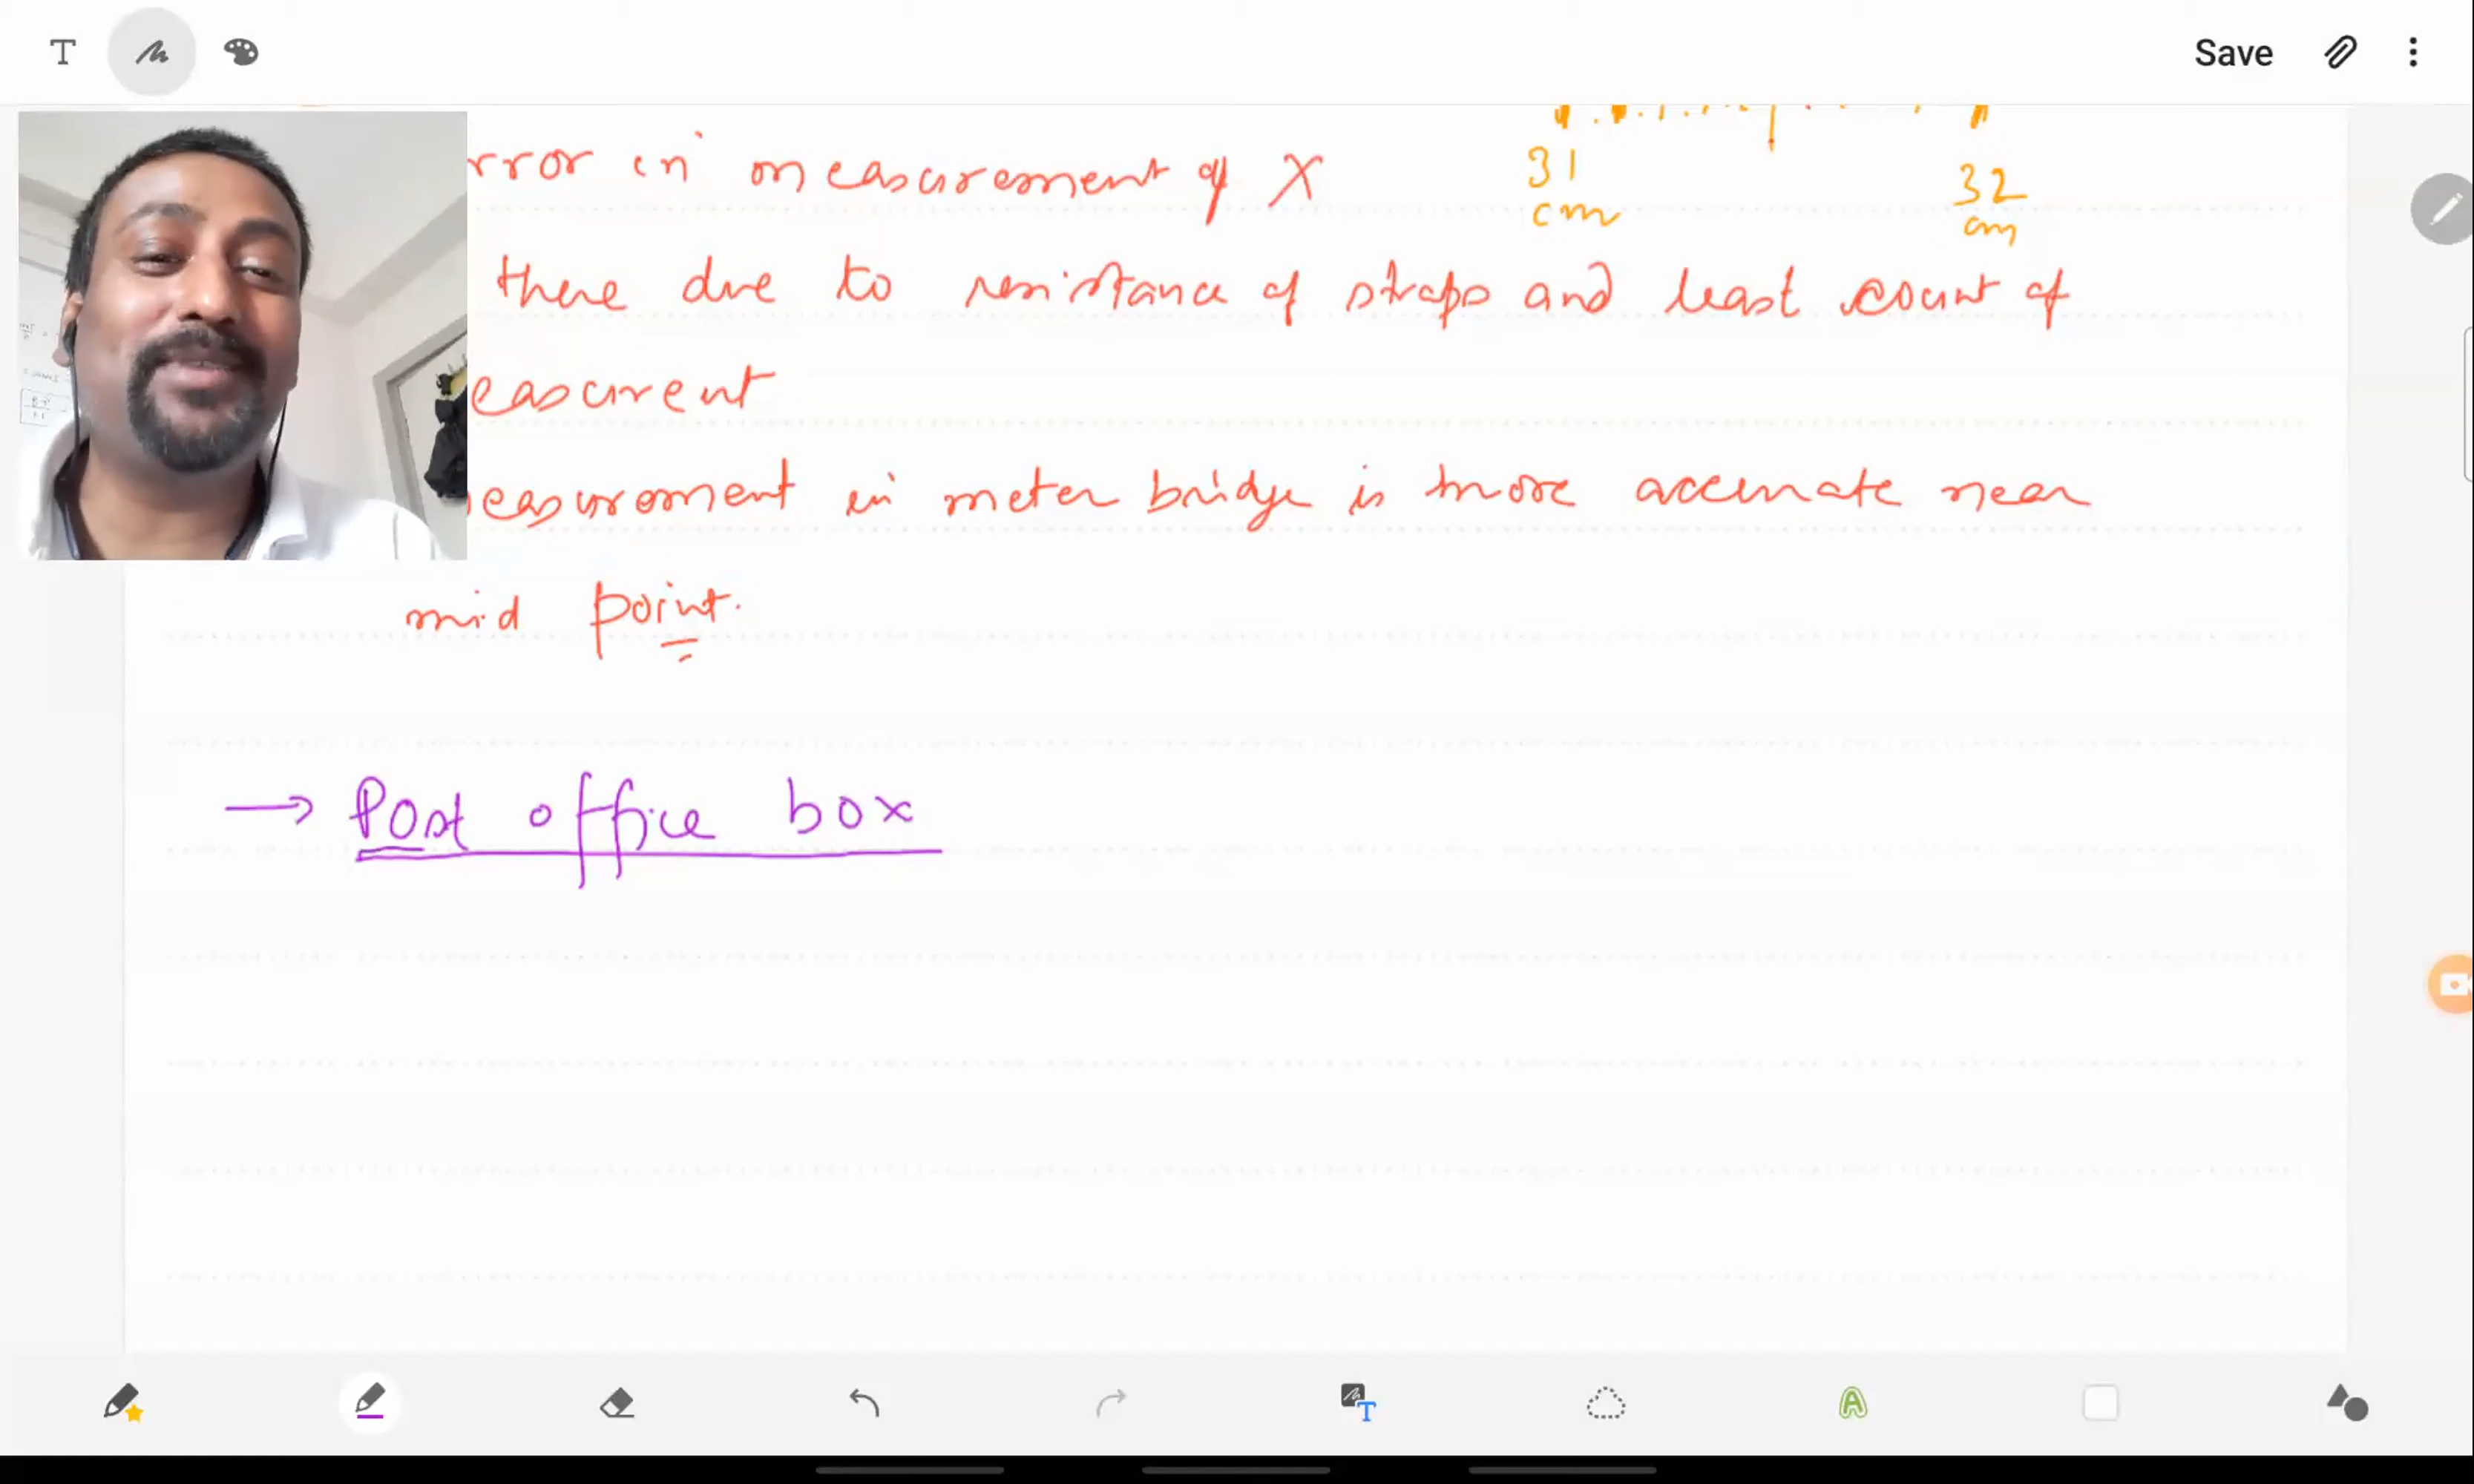 Save
rror in measurement of X
31 cm
32 cm
there due to resistance of straps and least count of
easurent
easurement in meter bridge is more accurate near
mid point.
→ Post office box